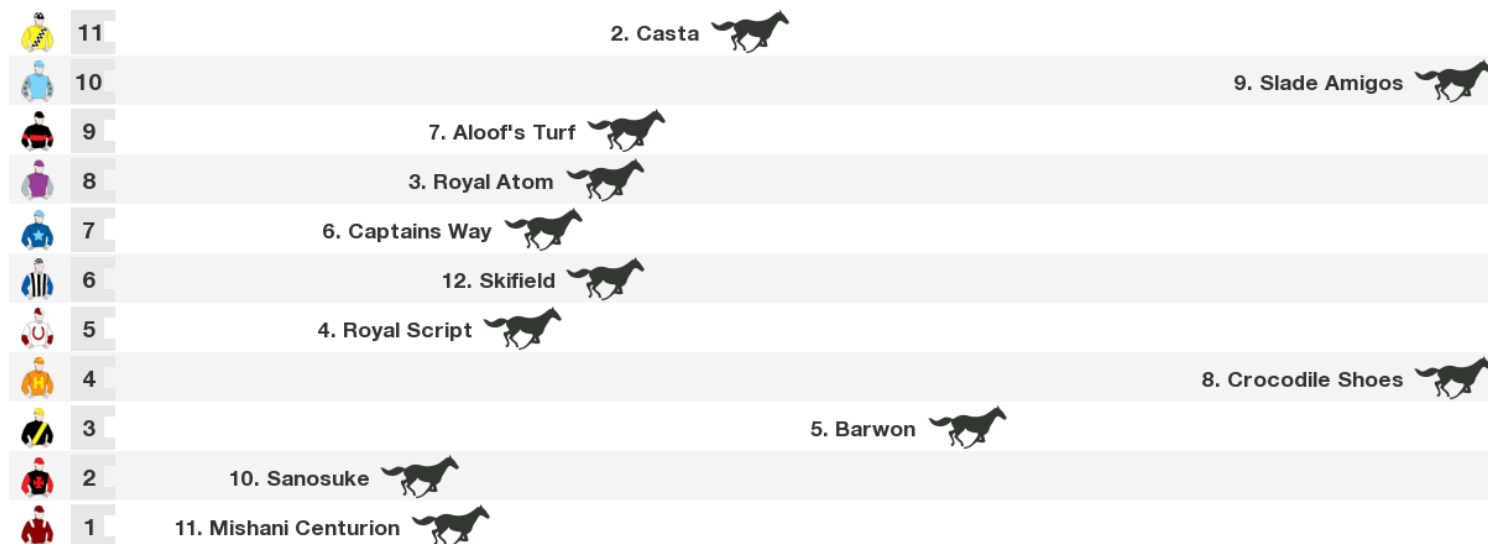 11 2. Casta
10 9. Slade Amigos
9 7. Aloof's Turf
8 3. Royal Atom
7 6. Captains Way
6 12. Skifield
5 4. Royal Script
4 H 8. Crocodile Shoes
3 5. Barwon
2 10. Sanosuke
1 11. Mishani Centurion